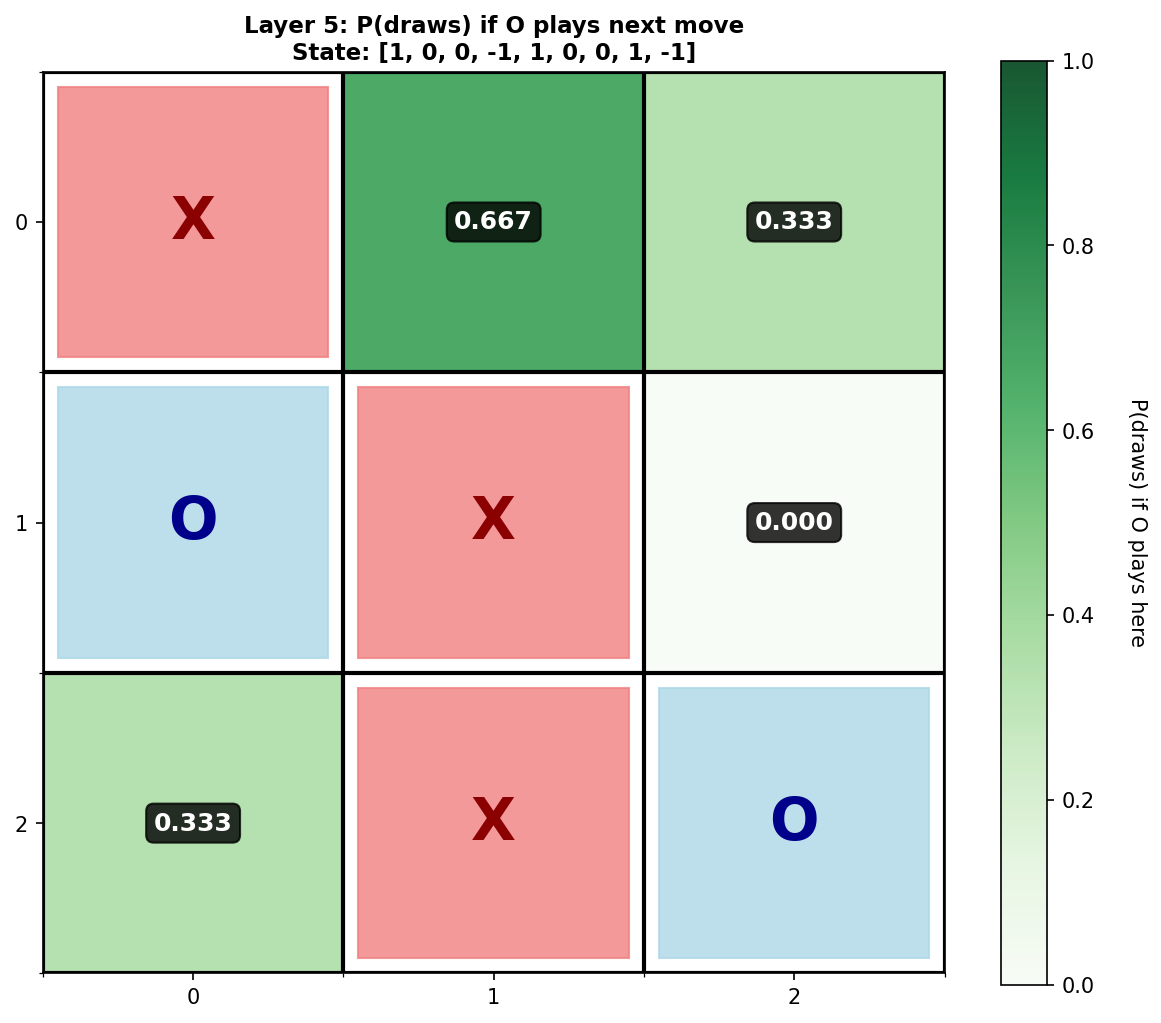 Layer 5: P(draws) if O plays next move
State: [1, 0, 0, -1, 1, 0, 0, 1, -1]
X
0.667
0.333
O
X
0.000
0.333
X
O
0
1
2
0
1
2
1.0
0.8
0.6
0.4
0.2
0.0
P(draws) if O plays here